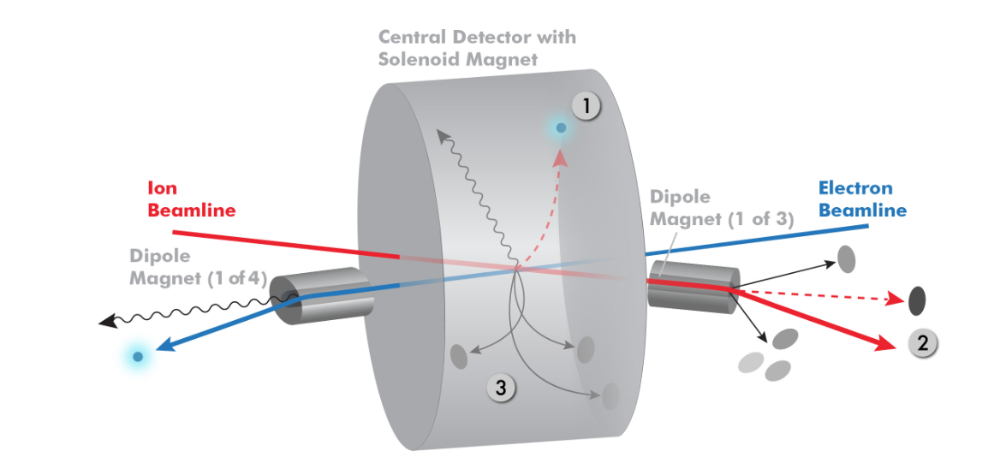 Central Detector with
Solenoid Magnet
1
Ion
Beamline
Electron
Beamline
Dipole
Magnet (1 of 3)
Dipole
Magnet (1 of 4)
2
3